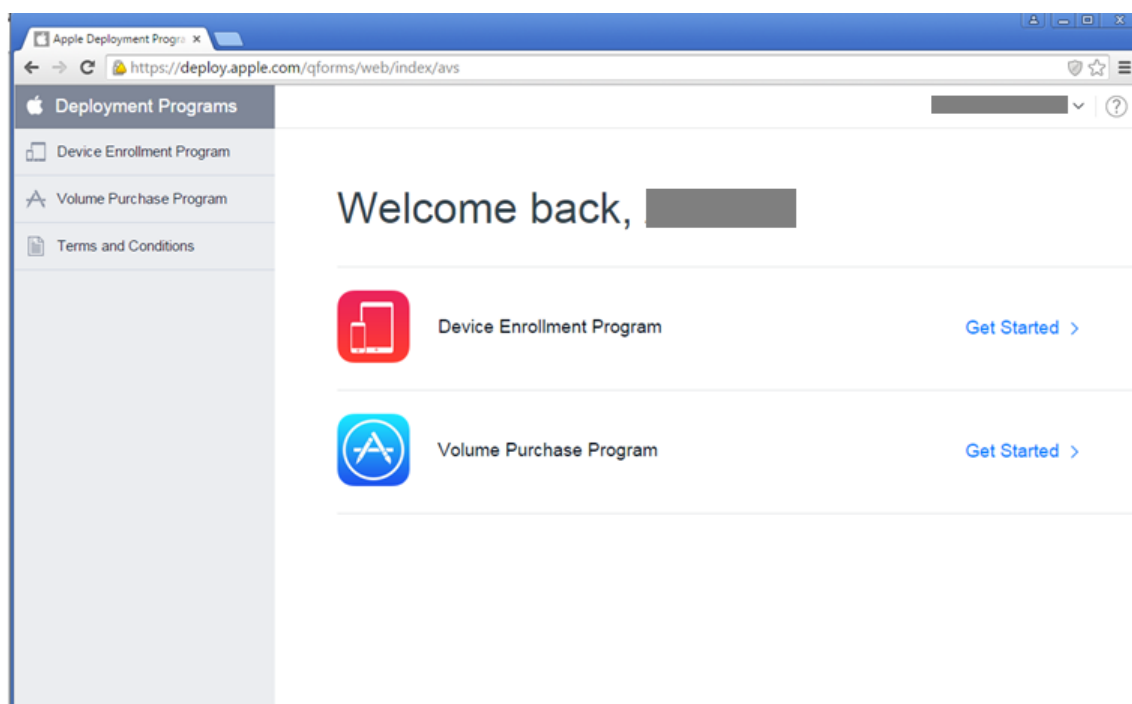 Apple Deployment Progra
https://deploy.apple.com/qforms/web/index/avs
Deployment Programs
Device Enrollment Program
Volume Purchase Program
Terms and Conditions
Welcome back,
Device Enrollment Program Get Started >
Volume Purchase Program Get Started >